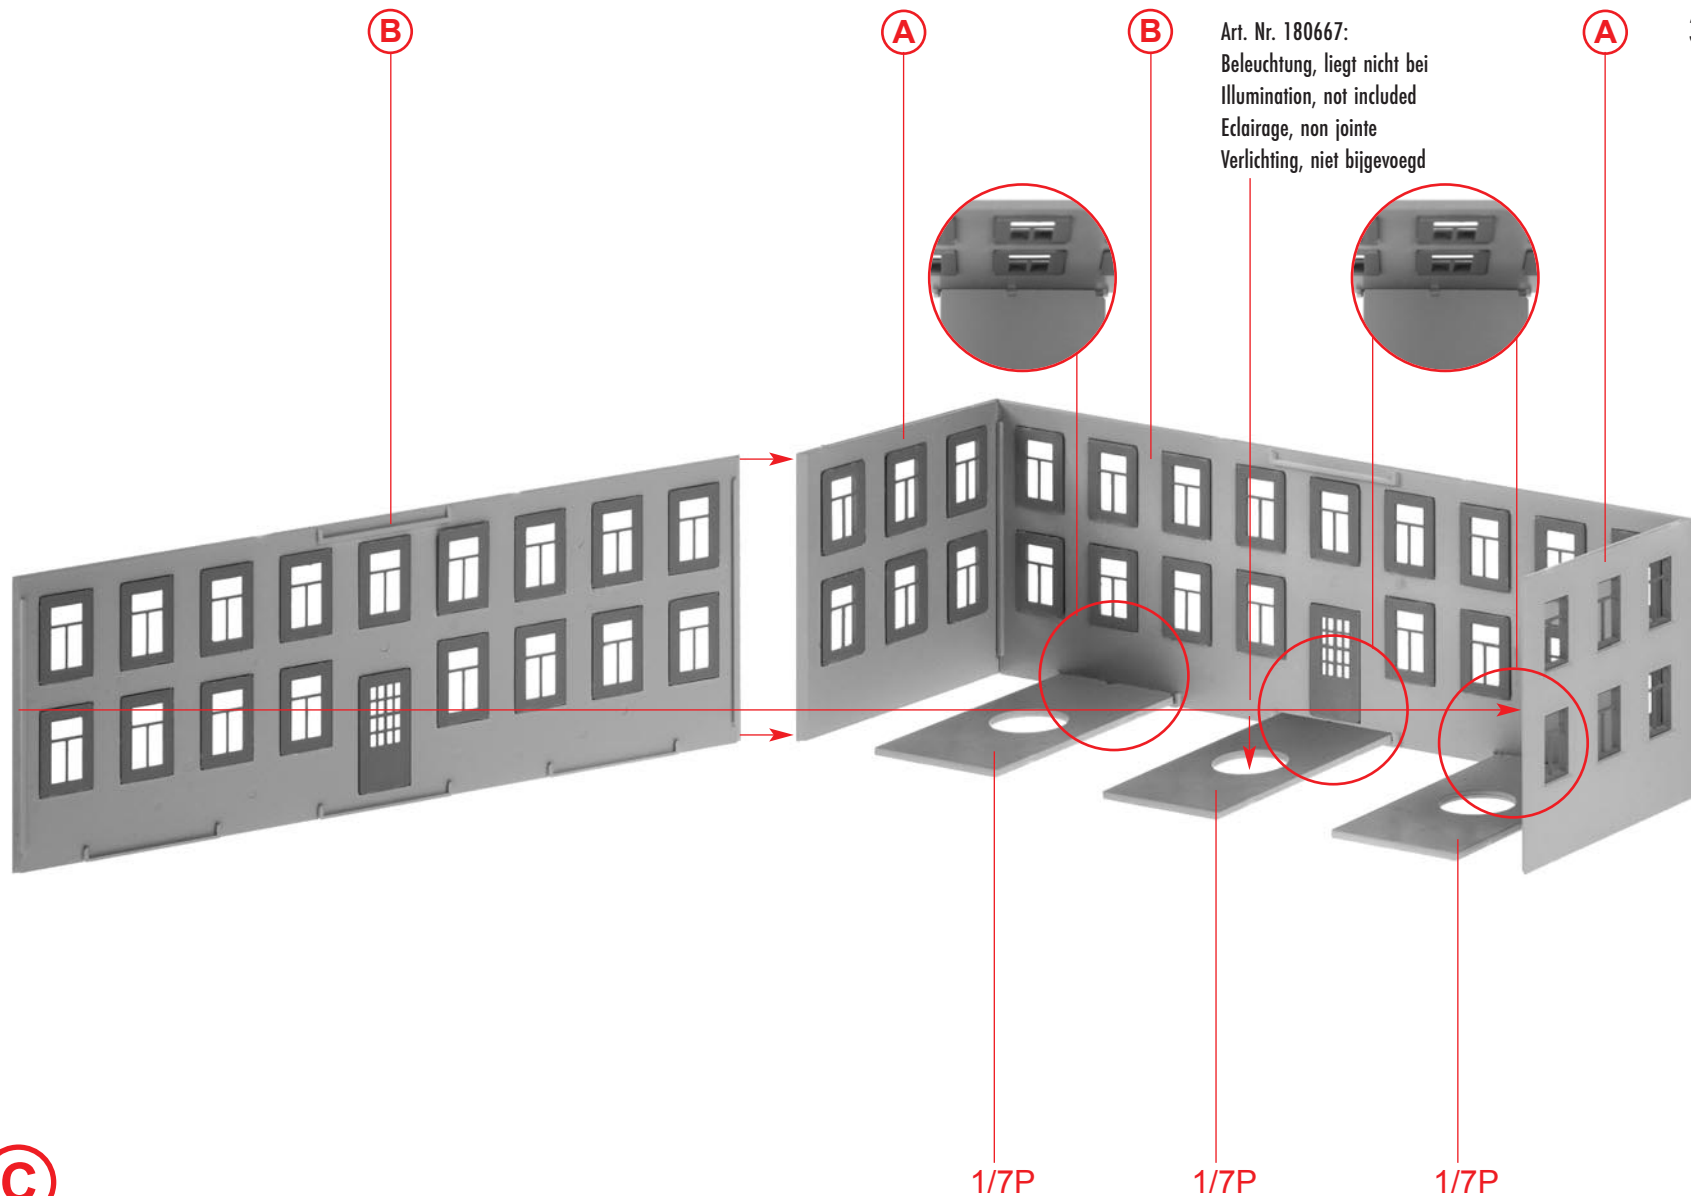 B
A
B
A
Art. Nr. 180667:
Beleuchtung, liegt nicht bei
Illumination, not included
Eclairage, non jointe
Verlichting, niet bijgevoegd
C
1/7P
1/7P
1/7P